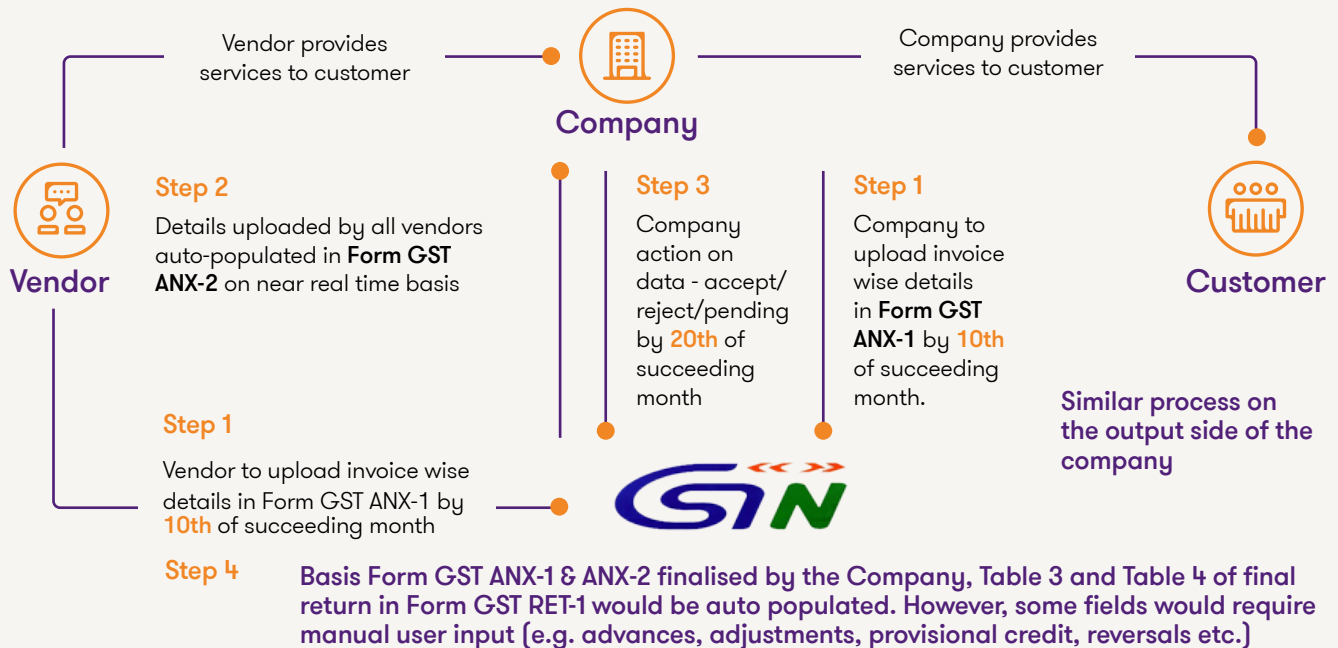 Vendor provides
services to customer
Company
Company provides
services to customer
Vendor
Step 2
Details uploaded by all vendors
auto-populated in Form GST
ANX-2 on near real time basis
Step 3
Company
action on
data - accept/
reject/pending
by 20th of
succeeding
month
Step 1
Company to
upload invoice
wise details
in Form GST
ANX-1 by 10th
of succeeding
month.
Customer
Similar process on
the output side of the
company
Step 1
Vendor to upload invoice wise
details in Form GST ANX-1 by
10th of succeeding month
GSTN
Step 4
Basis Form GST ANX-1 & ANX-2 finalised by the Company, Table 3 and Table 4 of final
return in Form GST RET-1 would be auto populated. However, some fields would require
manual user input (e.g. advances, adjustments, provisional credit, reversals etc.)